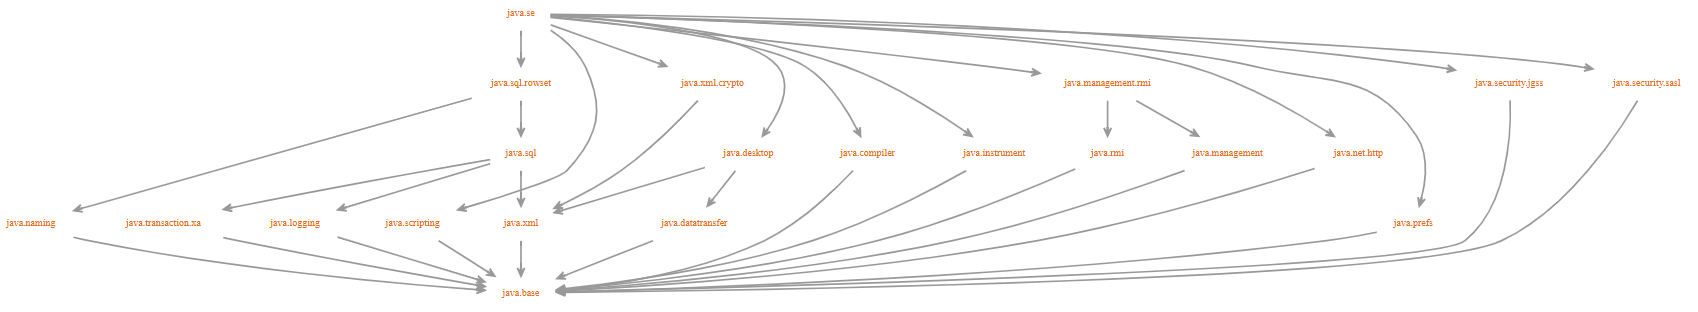 java.se
java.sql.rowset
java.xml.crypto
java.management.rmi
java.security.jgss
java.security.sasl
java.sql
java.desktop
java.compiler
java.instrument
java.rmi
java.management
java.net.http
java.naming
java.transaction.xa
java.logging
java.scripting
java.xml
java.datatransfer
java.prefs
java.base